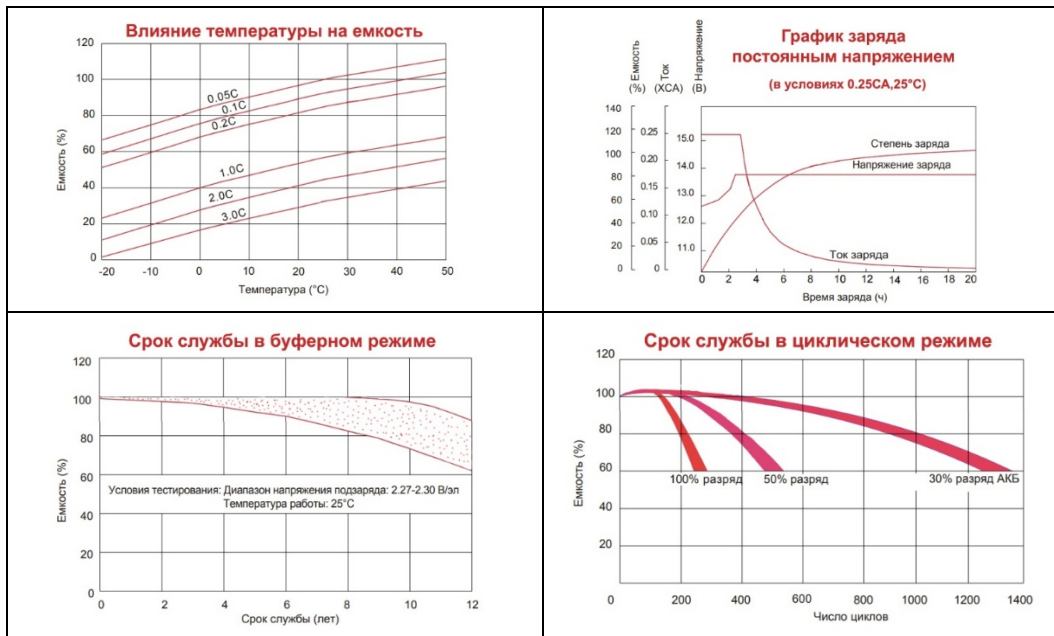 Влияние температуры на емкость
120
100
80
60
40
20
0
Емкость (%)
0.05C
0.1C
0.2C
1.0C
2.0C
3.0C
-20
-10
0
10
20
30
40
50
Температура (°C)
График заряда
постоянным напряжением
(в условиях 0.25СА,25°C)
(%) Емкость
(XCA) Ток
(В) Напряжение
140
120
100
80
60
40
20
0
0.25
0.20
0.15
0.10
0.05
0
15.0
14.0
13.0
12.0
11.0
Степень заряда
Напряжение заряда
Ток заряда
0 2 4 6 8 10 12 14 16 18 20
Время заряда (ч)
Срок службы в буферном режиме
120
100
80
60
40
20
0
Емкость (%)
Условия тестирования: Диапазон напряжения подзаряда: 2.27-2.30 В/эл
Температура работы: 25°C
0 2 4 6 8 10 12
Срок службы (лет)
Срок службы в циклическом режиме
120
100
80
60
40
20
0
Емкость (%)
100% разряд
50% разряд
30% разряд АКБ
200 400 600 800 1000 1200 1400
Число циклов